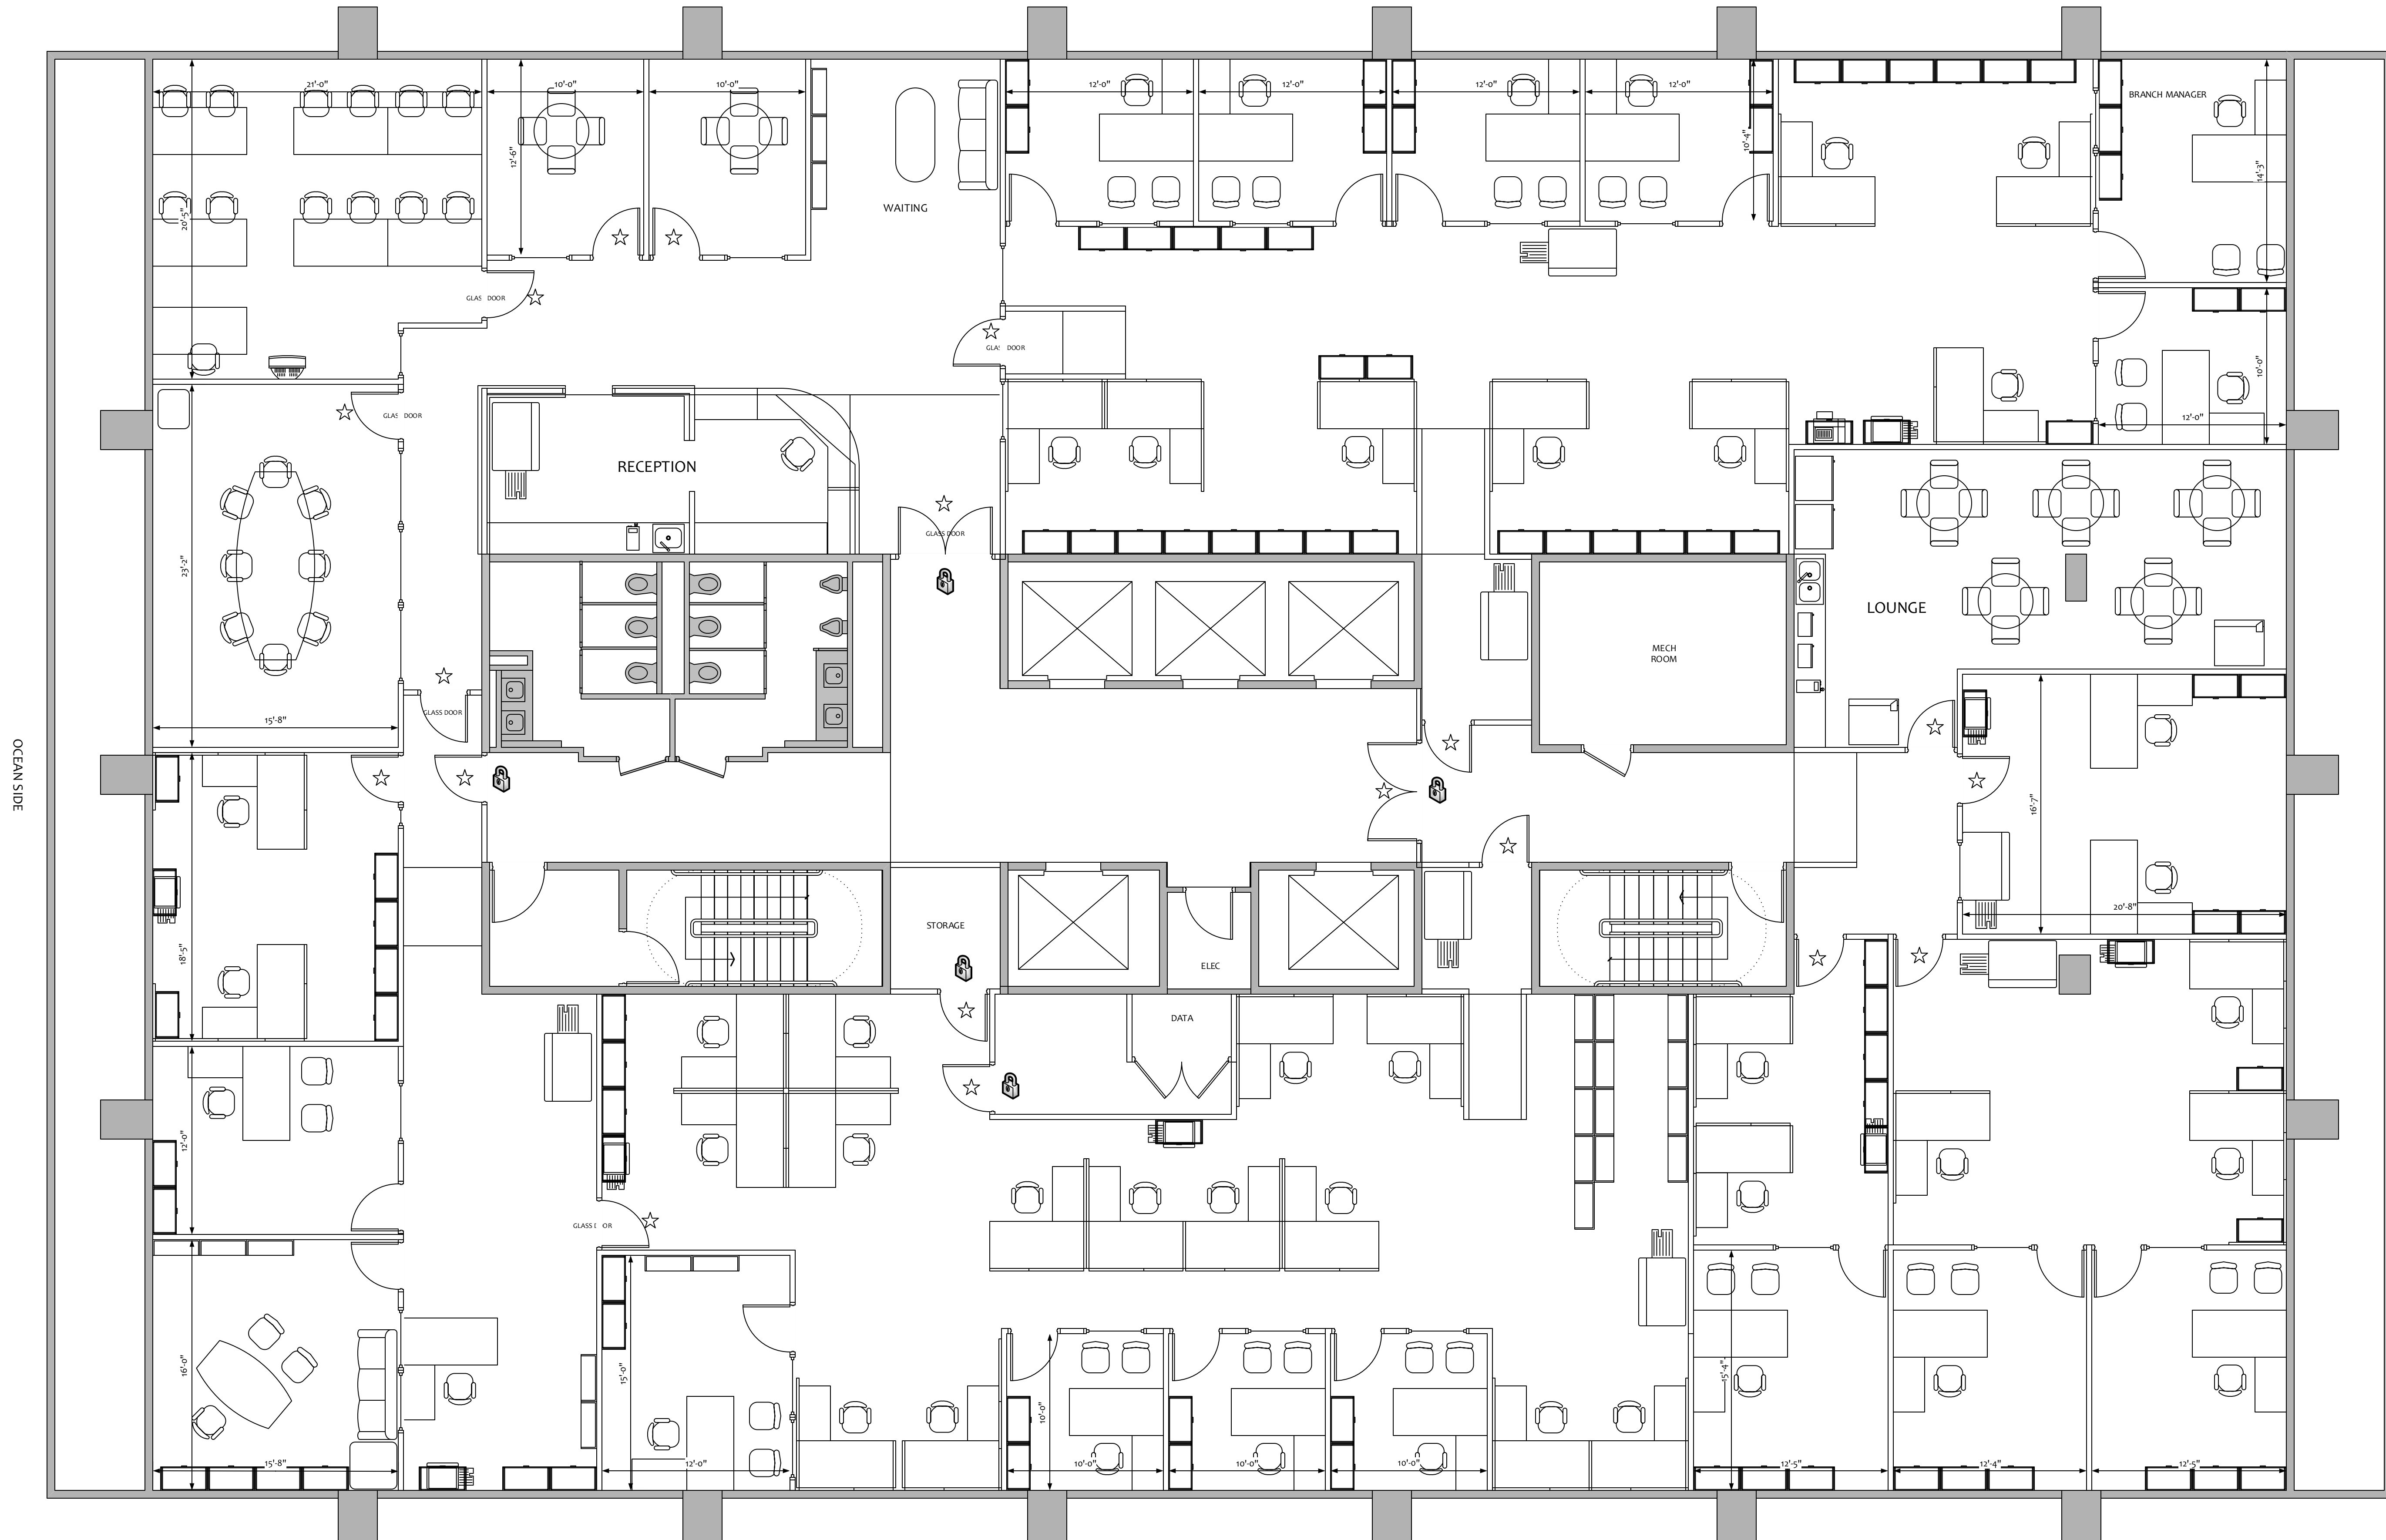 21'-0"
10'-0"
10'-0"
12'-0"
12'-0"
12'-0"
12'-0"
BRANCH MANAGER
10'-4"
12'-6"
14'-3"
20'-5"
WAITING
GLAS DOOR
GLAS DOOR
10'-0"
GLAS DOOR
12'-0"
RECEPTION
GLASS DOOR
23'-2"
LOUNGE
MECH
ROOM
GLASS DOOR
15'-8"
OCEAN SIDE
16'-7"
20'-8"
STORAGE
18'-5"
ELEC
DATA
12'-0"
GLASS D OR
16'-0"
15'-0"
15'-4"
10'-0"
15'-8"
12'-0"
10'-0"
10'-0"
10'-0"
12'-5"
12'-4"
12'-5"